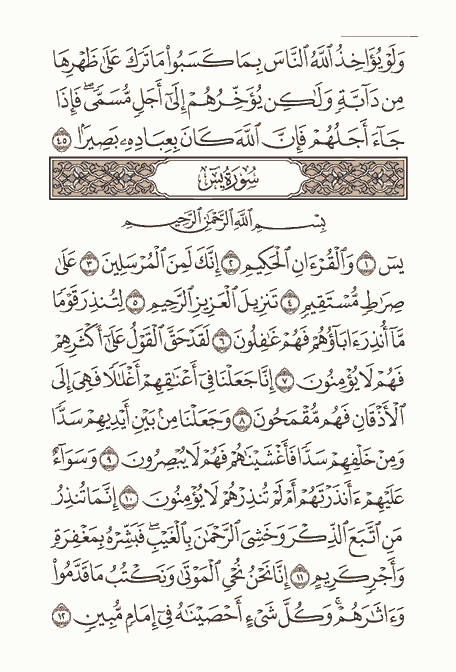 وَلَوْ يُؤَاخِذُ ٱللَّهُ ٱلنَّاسَ بِمَا كَسَبُوا۟ مَا تَرَكَ عَلَىٰ ظَهْرِهَا
مِن دَآبَّةٍ وَلَـٰكِن يُؤَخِّرُهُمْ إِلَىٰٓ أَجَلٍ مُّسَمًّى ۖ فَإِذَا
جَآءَ أَجَلُهُمْ فَإِنَّ ٱللَّهَ كَانَ بِعِبَادِهِۦ بَصِيرًۢا ٤٥
سُورَةُ يسٓ
بِسْمِ ٱللَّهِ ٱلرَّحْمَـٰنِ ٱلرَّحِيمِ
يسٓ ١ وَٱلْقُرْءَانِ ٱلْحَكِيمِ ٢ إِنَّكَ لَمِنَ ٱلْمُرْسَلِينَ ٣ عَلَىٰ
صِرَٰطٍ مُّسْتَقِيمٍ ٤ تَنزِيلَ ٱلْعَزِيزِ ٱلرَّحِيمِ ٥ لِتُنذِرَ قَوْمًا
مَّآ أُنذِرَ ءَابَآؤُهُمْ فَهُمْ غَـٰفِلُونَ ٦ لَقَدْ حَقَّ ٱلْقَوْلُ عَلَىٰٓ أَكْثَرِهِمْ
فَهُمْ لَا يُؤْمِنُونَ ٧ إِنَّا جَعَلْنَا فِىٓ أَعْنَـٰقِهِمْ أَغْلَـٰلًا فَهِىَ إِلَى
ٱلْأَذْقَانِ فَهُم مُّقْمَحُونَ ٨ وَجَعَلْنَا مِنۢ بَيْنِ أَيْدِيهِمْ سَدًّا
وَمِنْ خَلْفِهِمْ سَدًّا فَأَغْشَيْنَـٰهُمْ فَهُمْ لَا يُبْصِرُونَ ٩ وَسَوَآءٌ
عَلَيْهِمْ ءَأَنذَرْتَهُمْ أَمْ لَمْ تُنذِرْهُمْ لَا يُؤْمِنُونَ ١٠ إِنَّمَا تُنذِرُ
مَنِ ٱتَّبَعَ ٱلذِّكْرَ وَخَشِىَ ٱلرَّحْمَـٰنَ بِٱلْغَيْبِ ۖ فَبَشِّرْهُ بِمَغْفِرَةٍ
وَأَجْرٍ كَرِيمٍ ١١ إِنَّا نَحْنُ نُحْىِ ٱلْمَوْتَىٰ وَنَكْتُبُ مَا قَدَّمُوا۟
وَءَاثَـٰرَهُمْ ۚ وَكُلَّ شَىْءٍ أَحْصَيْنَـٰهُ فِىٓ إِمَامٍ مُّبِينٍ ١٢